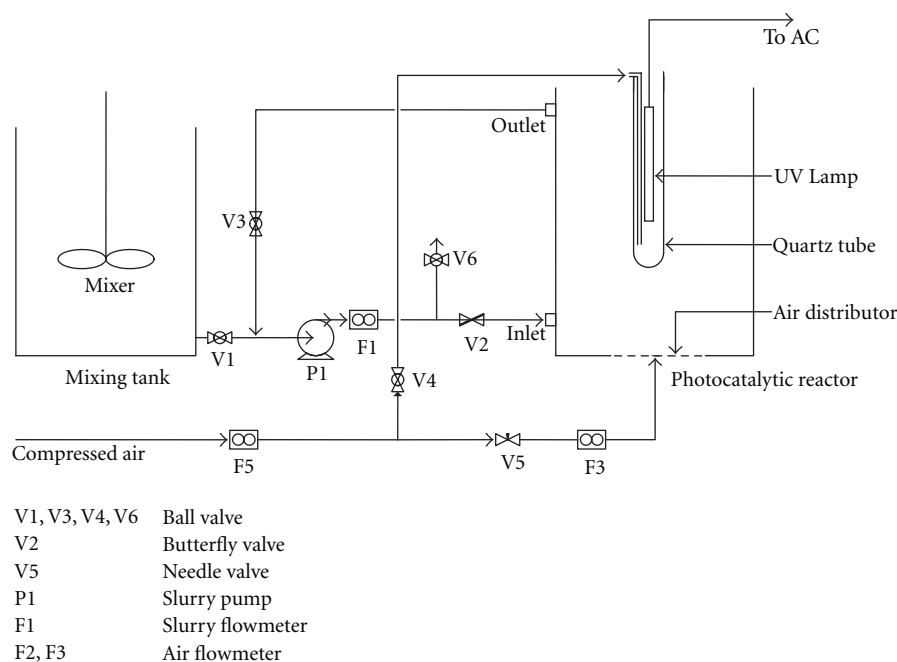 To AC
Outlet
UV Lamp
V3
Quartz tube
V6
Mixer
Air distributor
Inlet
V1
F1
V2
P1
Mixing tank
V4
Photocatalytic reactor
Compressed air
F5
V5
F3
V1, V3, V4, V6 Ball valve
V2 Butterfly valve
V5 Needle valve
P1 Slurry pump
F1 Slurry flowmeter
F2, F3 Air flowmeter